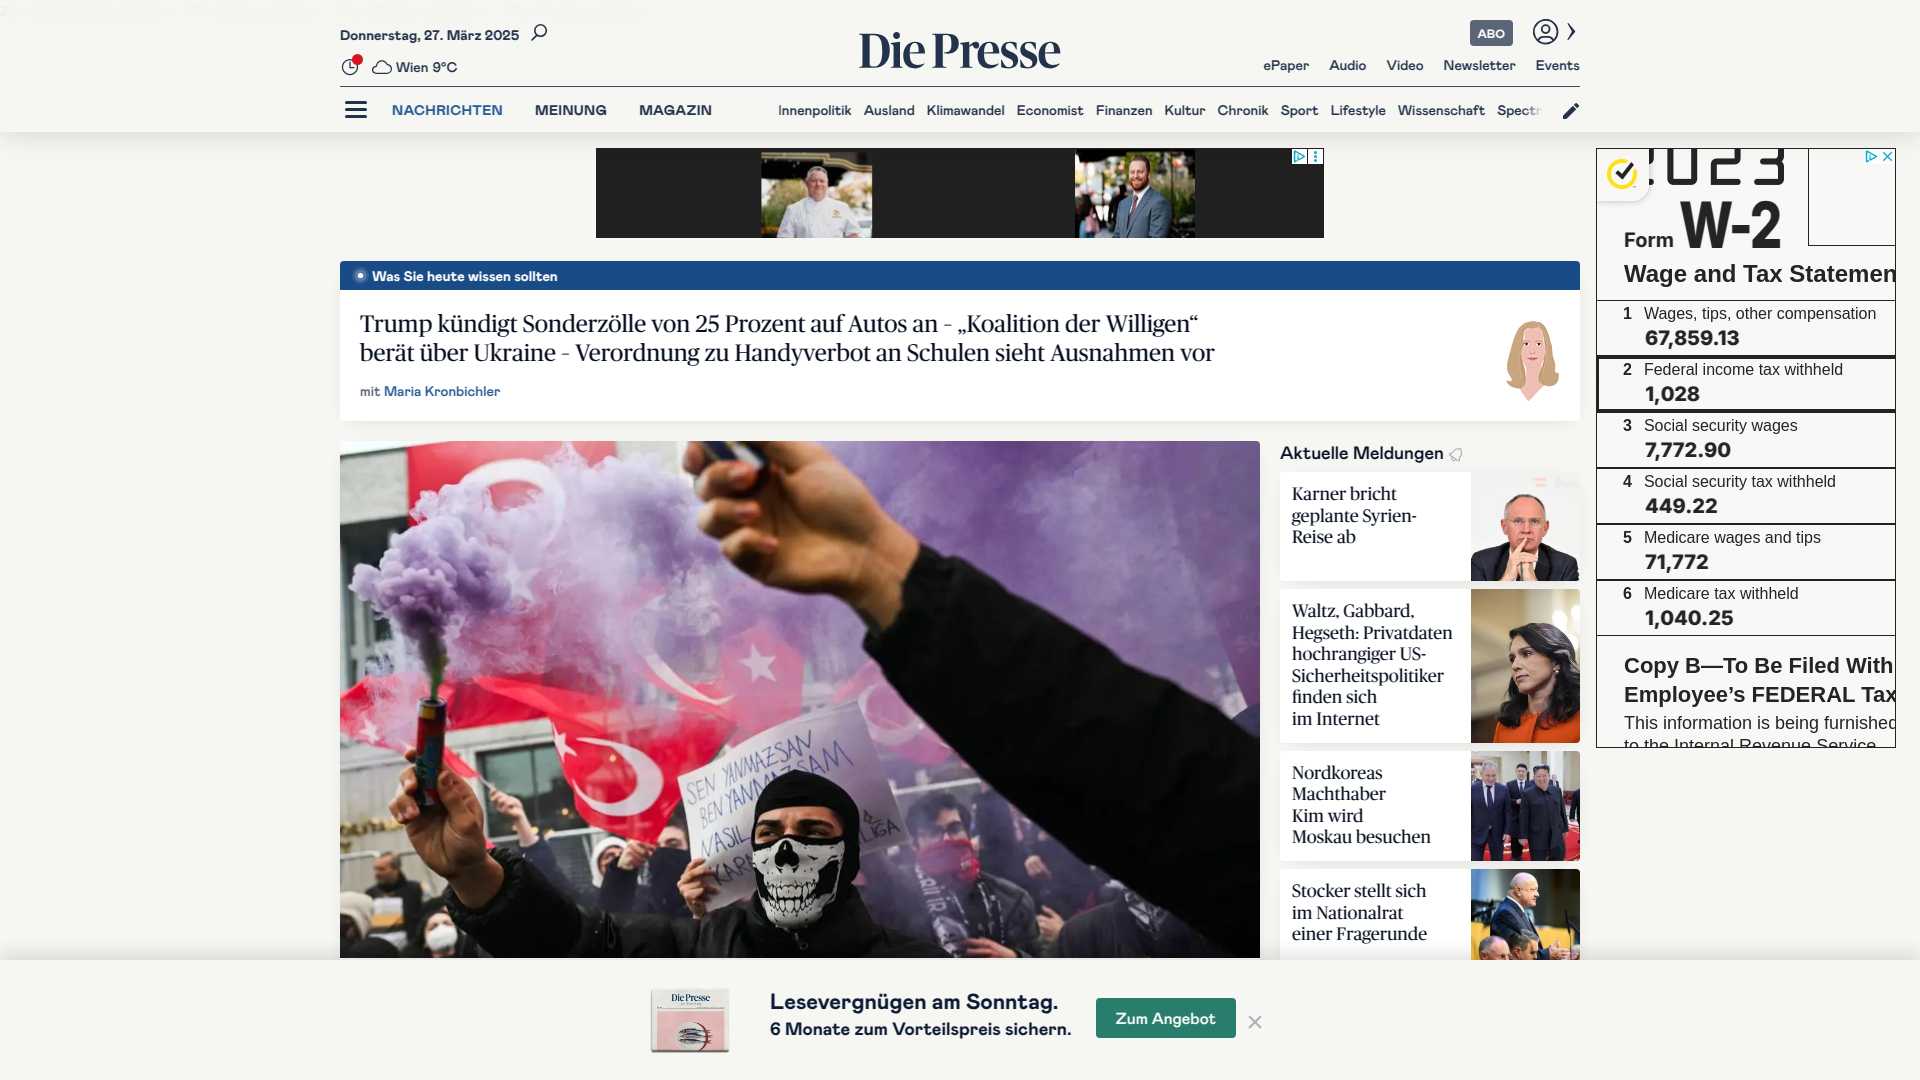 Donnerstag, 27. März 2025
Wien 9°C
Die Presse
ABO
ePaper Audio Video Newsletter Events
NACHRICHTEN MEINUNG MAGAZIN
Innenpolitik Ausland Klimawandel Economist Finanzen Kultur Chronik Sport Lifestyle Wissenschaft Spectr
Was Sie heute wissen sollten
Trump kündigt Sonderzölle von 25 Prozent auf Autos an – „Koalition der Willigen“
berät über Ukraine – Verordnung zu Handyverbot an Schulen sieht Ausnahmen vor
mit Maria Kronbichler
SEN YANMAZSAN
BEN YANMAZSAM
NASIL
Aktuelle Meldungen
Karner bricht
geplante Syrien-
Reise ab
Waltz, Gabbard,
Hegseth: Privatdaten
hochrangiger US-
Sicherheitspolitiker
finden sich
im Internet
Nordkoreas
Machthaber
Kim wird
Moskau besuchen
Stocker stellt sich
im Nationalrat
einer Fragerunde
2023
Form W-2
Wage and Tax Statemen
1 Wages, tips, other compensation
67,859.13
2 Federal income tax withheld
1,028
3 Social security wages
7,772.90
4 Social security tax withheld
449.22
5 Medicare wages and tips
71,772
6 Medicare tax withheld
1,040.25
Copy B—To Be Filed With
Employee’s FEDERAL Tax
This information is being furnished
to the Internal Revenue Service
Die Presse
Lesevergnügen am Sonntag.
6 Monate zum Vorteilspreis sichern.
Zum Angebot